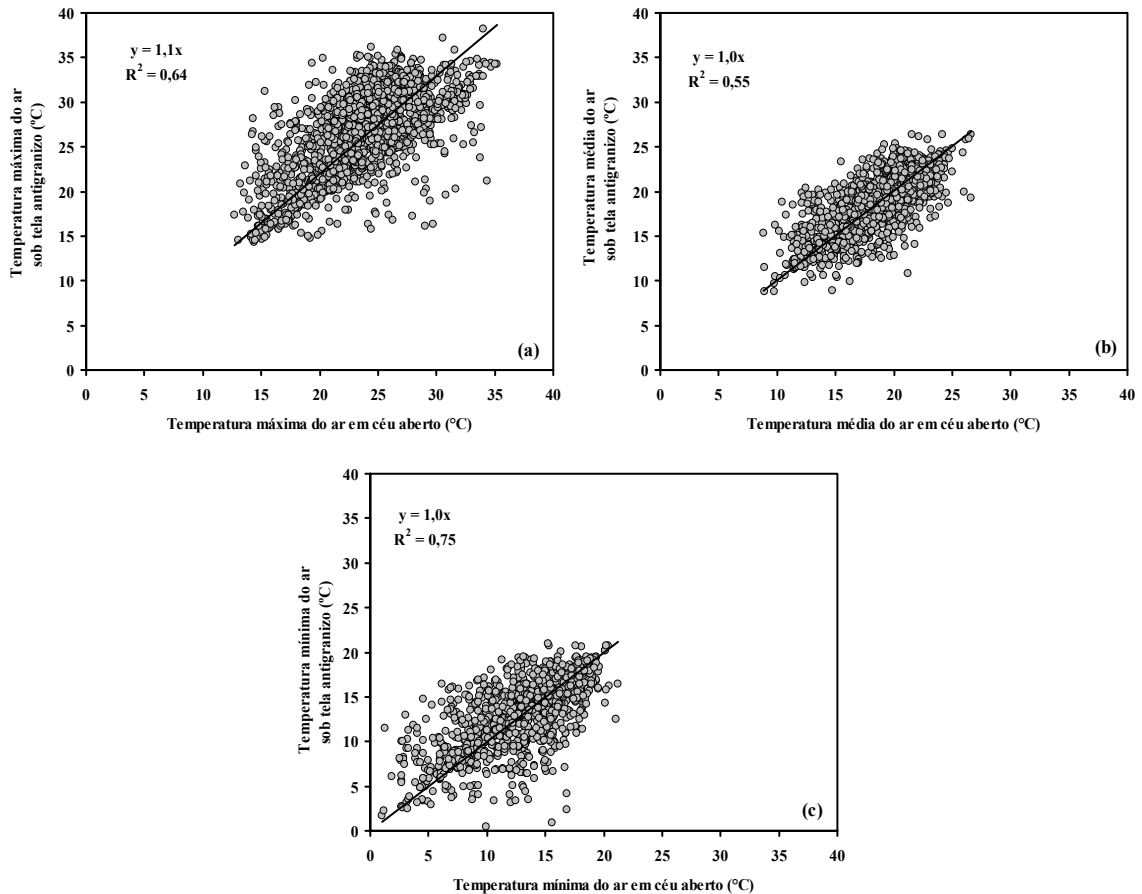 y = 1,1x
R² = 0,64
Temperatura máxima do ar
sob tela antigranizo (ºC)
40
35
30
25
20
15
10
5
0
0 5 10 15 20 25 30 35 40
Temperatura máxima do ar em céu aberto (°C)
(a)
y = 1,0x
R² = 0,55
Temperatura média do ar
sob tela antigranizo (ºC)
40
35
30
25
20
15
10
5
0
0 5 10 15 20 25 30 35 40
Temperatura média do ar em céu aberto (°C)
(b)
y = 1,0x
R² = 0,75
Temperatura mínima do ar
sob tela antigranizo (ºC)
40
35
30
25
20
15
10
5
0
0 5 10 15 20 25 30 35 40
Temperatura mínima do ar em céu aberto (°C)
(c)